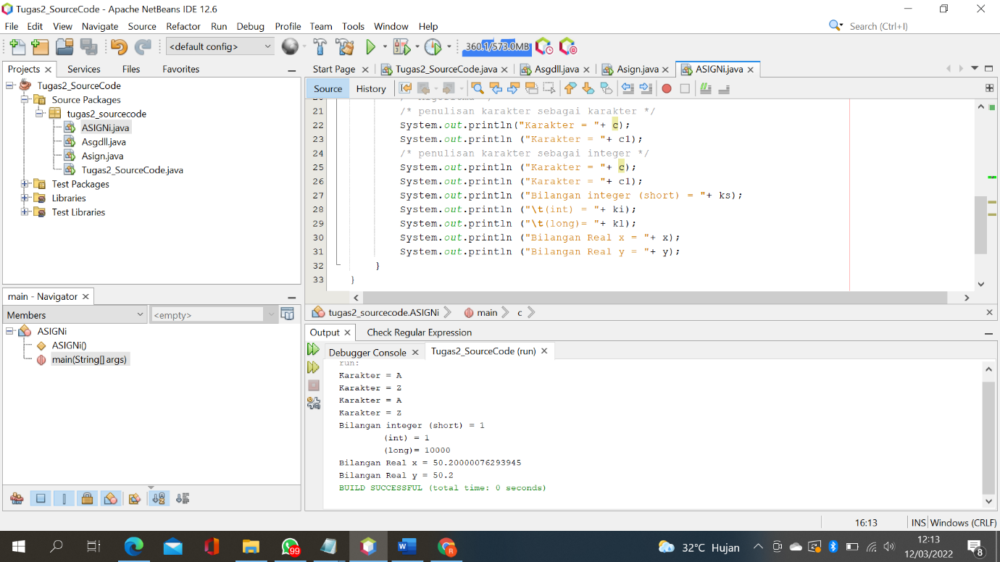 Tugas2_SourceCode - Apache NetBeans IDE 12.6
File Edit View Navigate Source Refactor Run Debug Profile Team Tools Window Help
Search (Ctrl+I)
<default config>
360.1/573.0MB
Projects Services Files Favorites
Tugas2_SourceCode
Source Packages
tugas2_sourcecode
ASIGNi.java
Asgdll.java
Asign.java
Tugas2_SourceCode.java
Test Packages
Libraries
Test Libraries
main - Navigator
Members
<empty>
ASIGNi
ASIGNi()
main(String[] args)
Start Page Tugas2_SourceCode.java Asgdll.java Asign.java ASIGNi.java
Source History
21 /* penulisan karakter sebagai karakter */
22 System.out.println("Karakter = "+ c);
23 System.out.println ("Karakter = "+ c1);
24 /* penulisan karakter sebagai integer */
25 System.out.println ("Karakter = "+ c);
26 System.out.println ("Karakter = "+ c1);
27 System.out.println ("Bilangan integer (short) = "+ ks);
28 System.out.println ("\t(int) = "+ ki);
29 System.out.println ("\t(long)= "+ kl);
30 System.out.println ("Bilangan Real x = "+ x);
31 System.out.println ("Bilangan Real y = "+ y);
32 }
33 }
tugas2_sourcecode.ASIGNi main c
Output Check Regular Expression
Debugger Console Tugas2_SourceCode (run)
run:
Karakter = A
Karakter = Z
Karakter = A
Karakter = Z
Bilangan integer (short) = 1
(int) = 1
(long)= 10000
Bilangan Real x = 50.20000076293945
Bilangan Real y = 50.2
BUILD SUCCESSFUL (total time: 0 seconds)
16:13 INS Windows (CRLF)
99
32°C Hujan
12:13
12/03/2022
8